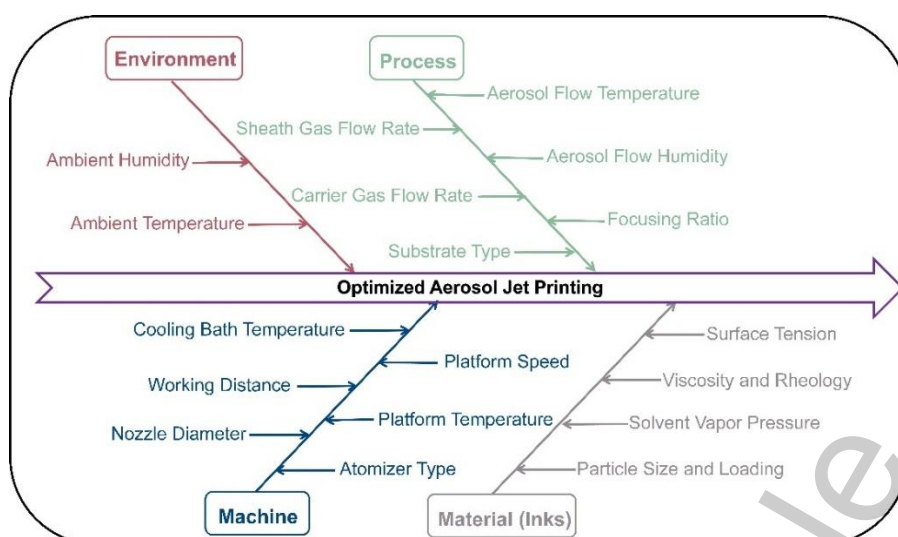 Environment
Process
Aerosol Flow Temperature
Sheath Gas Flow Rate
Ambient Humidity
Aerosol Flow Humidity
Carrier Gas Flow Rate
Ambient Temperature
Focusing Ratio
Substrate Type
Optimized Aerosol Jet Printing
Cooling Bath Temperature
Surface Tension
Platform Speed
Working Distance
Viscosity and Rheology
Platform Temperature
Solvent Vapor Pressure
Nozzle Diameter
Atomizer Type
Particle Size and Loading
Machine
Material (Inks)
le